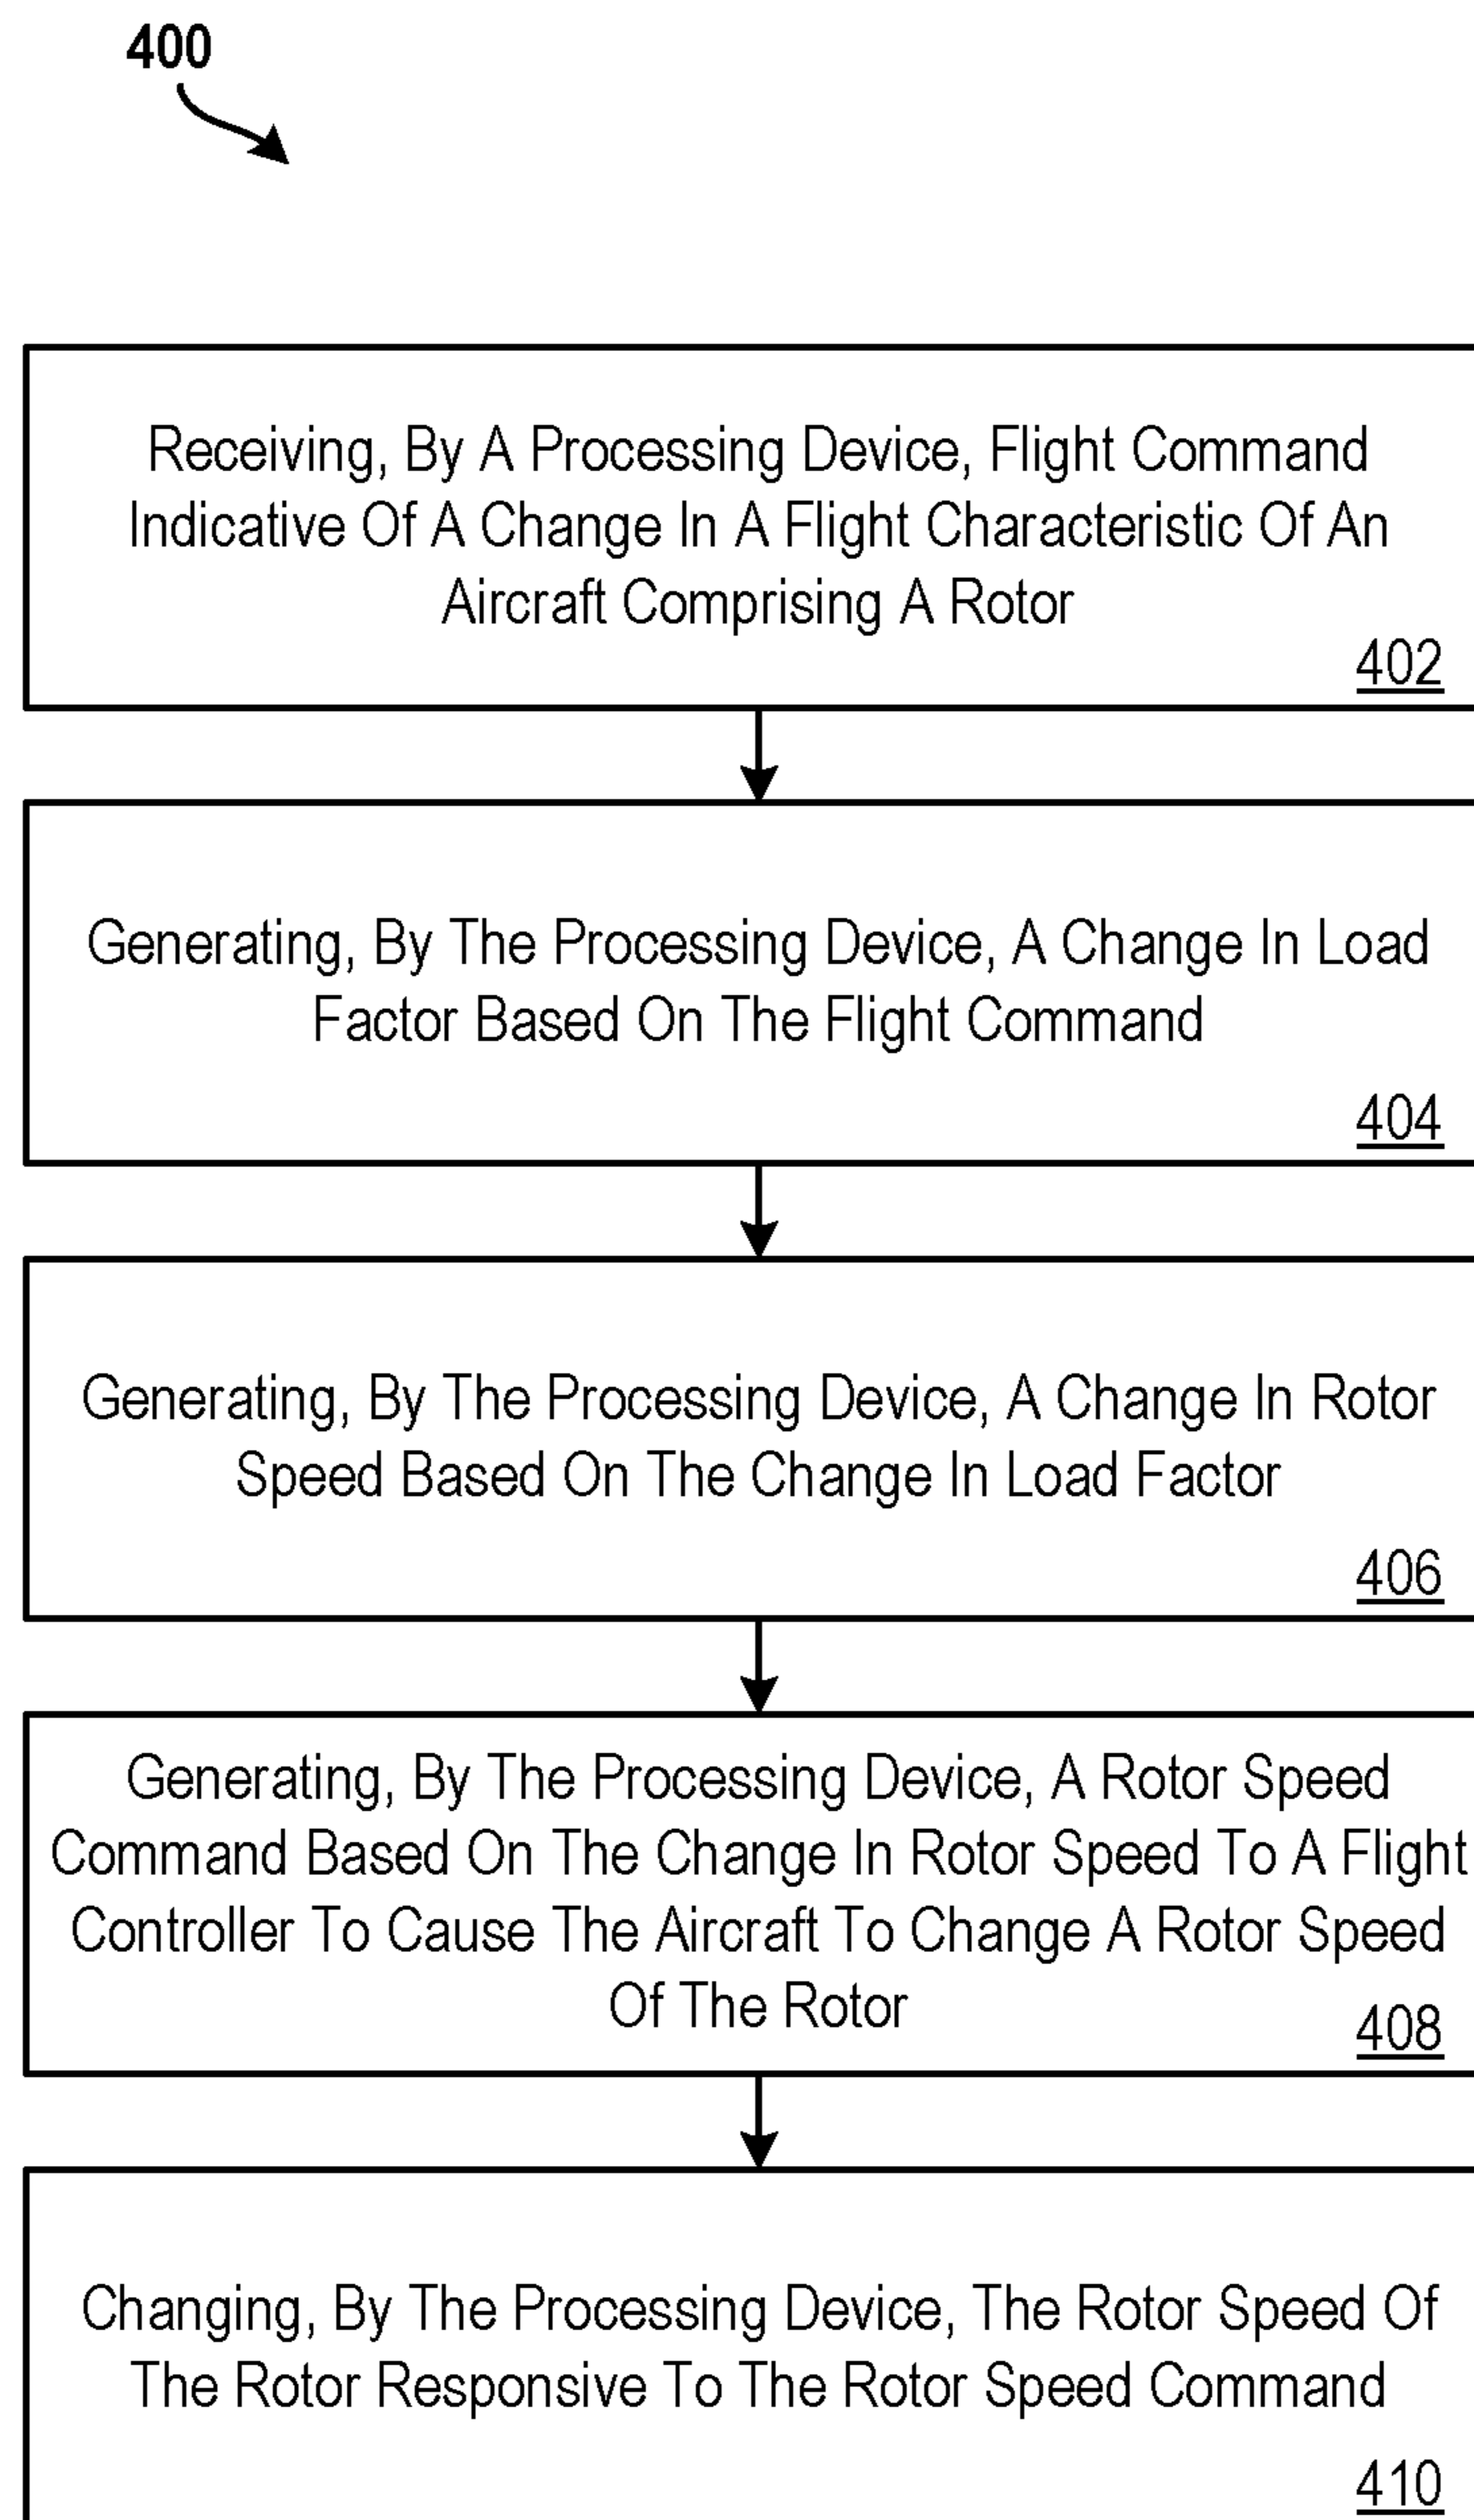 400
Receiving, By A Processing Device, Flight Command
Indicative Of A Change In A Flight Characteristic Of An
Aircraft Comprising A Rotor
402
Generating, By The Processing Device, A Change In Load
Factor Based On The Flight Command
404
Generating, By The Processing Device, A Change In Rotor
Speed Based On The Change In Load Factor
406
Generating, By The Processing Device, A Rotor Speed
Command Based On The Change In Rotor Speed To A Flight
Controller To Cause The Aircraft To Change A Rotor Speed
Of The Rotor
408
Changing, By The Processing Device, The Rotor Speed Of
The Rotor Responsive To The Rotor Speed Command
410